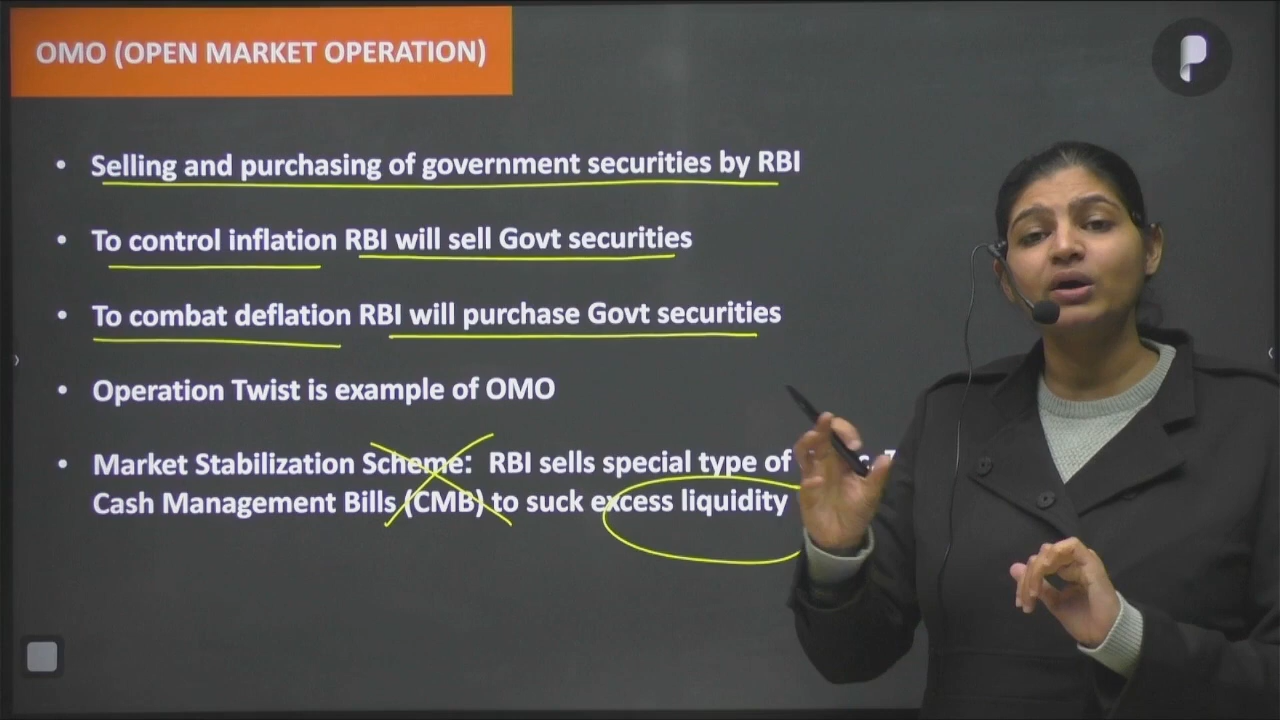 OMO (OPEN MARKET OPERATION)
• Selling and purchasing of government securities by RBI
• To control inflation RBI will sell Govt securities
• To combat deflation RBI will purchase Govt securities
• Operation Twist is example of OMO
• Market Stabilization Scheme: RBI sells special type of
Cash Management Bills (CMB) to suck excess liquidity